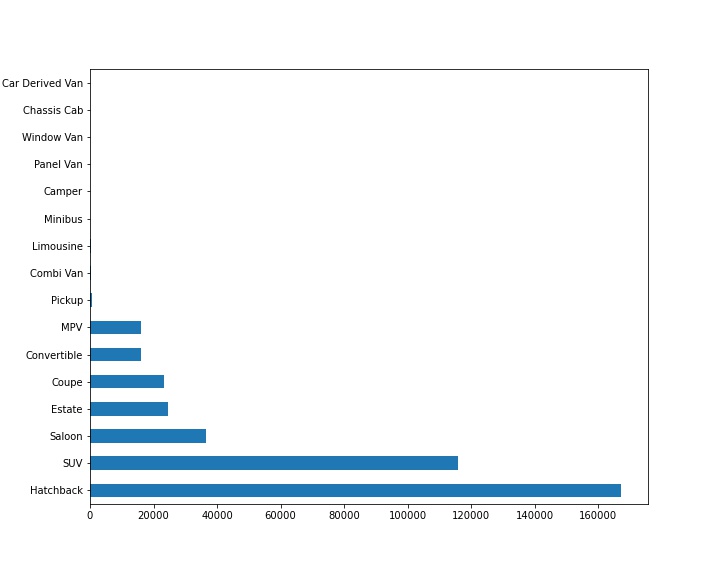 Car Derived Van
Chassis Cab
Window Van
Panel Van
Camper
Minibus
Limousine
Combi Van
Pickup
MPV
Convertible
Coupe
Estate
Saloon
SUV
Hatchback
0 20000 40000 60000 80000 100000 120000 140000 160000